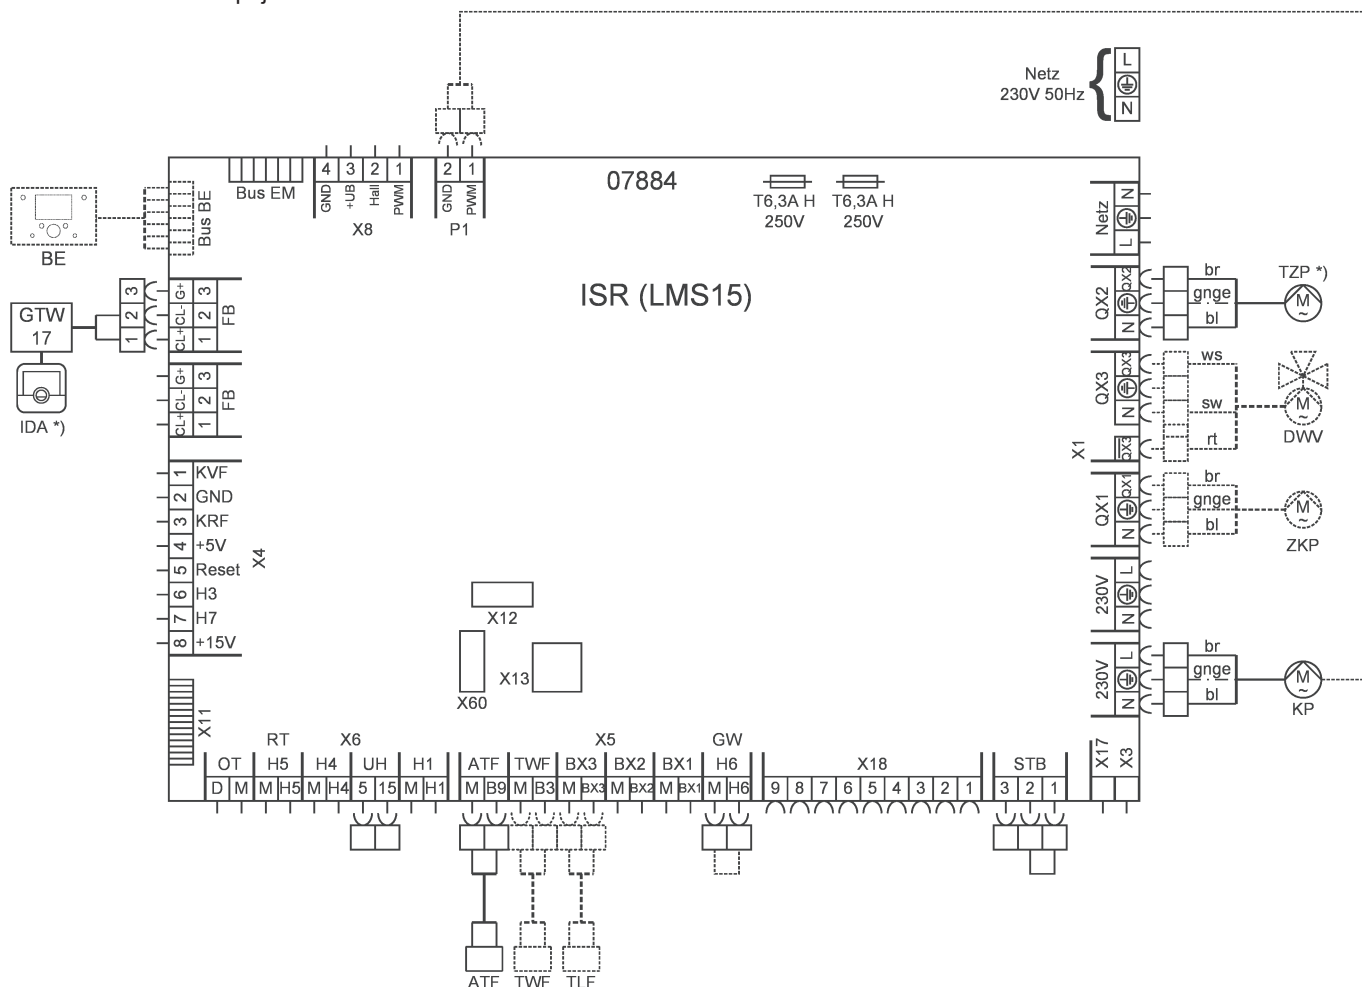 Netz
230V 50Hz
L
N
Bus EM
4 3 2 1
GND +UB Hall PWM
X8
2 1
GND PWM
P1
07884
T6,3A H
250V
T6,3A H
250V
Netz
N
L
BE
Bus BE
GTW
17
IDA *)
3 2 1
G+ CL- CL+
3 2 1
FB
G+ CL- CL+
3 2 1
FB
ISR (LMS15)
QX2
QX2
N
br
gnge
bl
TZP *)
M
~
QX3
QX3
N
QX3
ws
sw
rt
M
~
DWV
X1
QX1
QX1
N
br
gnge
bl
M
~
ZKP
230V
L
N
230V
L
N
br
gnge
bl
M
~
KP
1 KVF
2 GND
3 KRF
4 +5V
5 Reset
6 H3
7 H7
8 +15V
X4
X12
X60
X13
X11
RT X6 X5 GW
OT H5 H4 UH H1 ATF TWF BX3 BX2 BX1 H6 X18 STB
D M M H5 M H4 5 15 M H1 M B9 M B3 M BX3 M BX2 M BX1 M H6 9 8 7 6 5 4 3 2 1 3 2 1
X17 X3
ATF TWF TLF